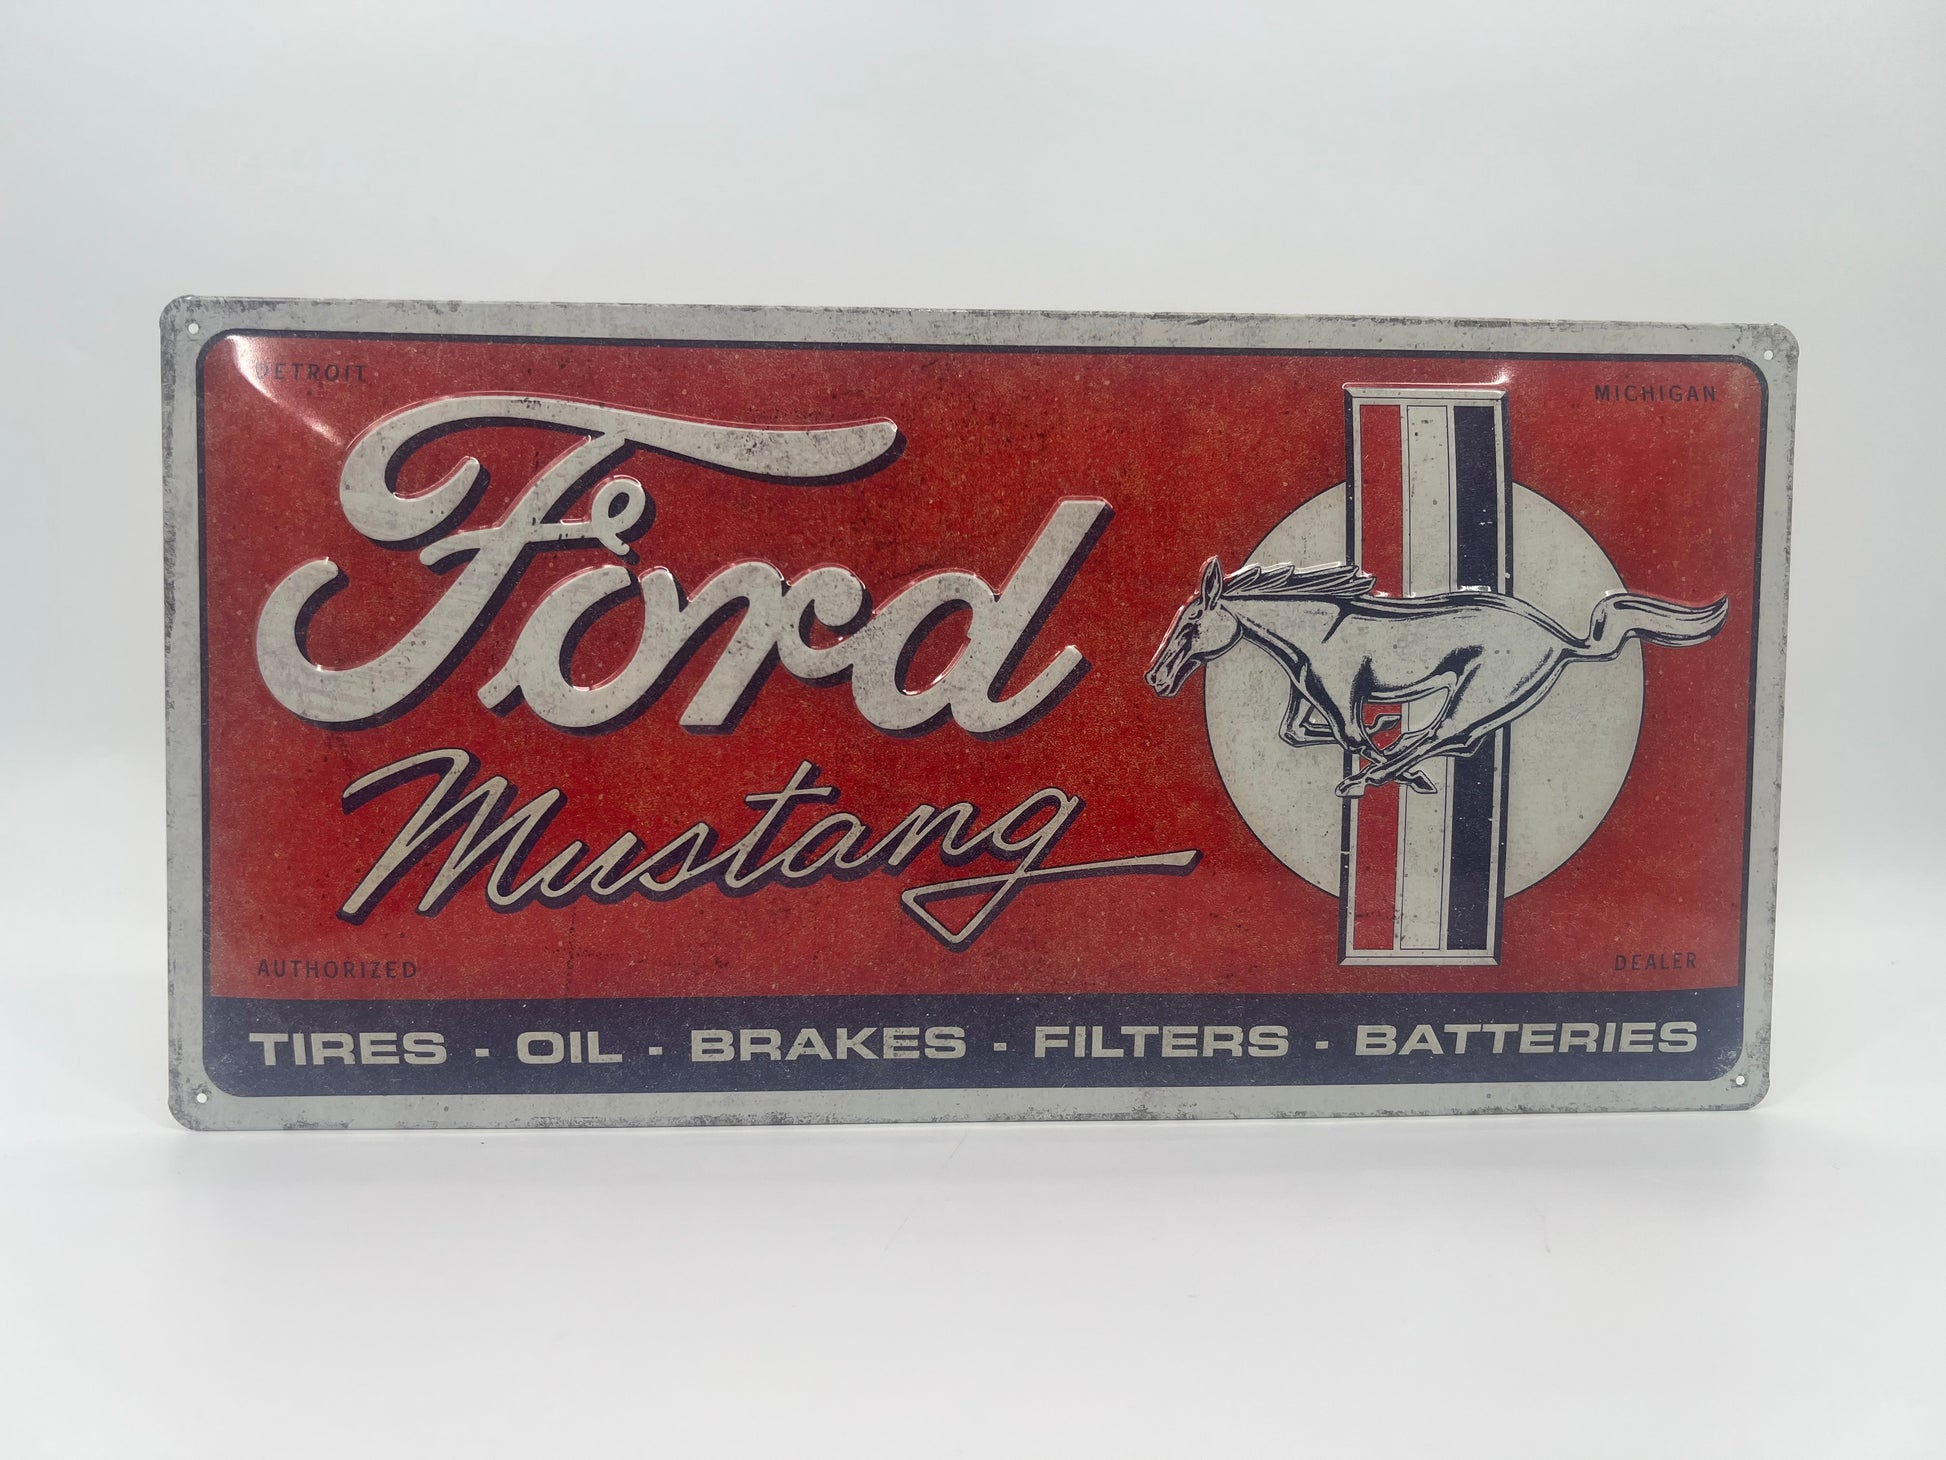 DETROIT
MICHIGAN
Ford
Mustang
AUTHORIZED
DEALER
TIRES - OIL - BRAKES - FILTERS - BATTERIES